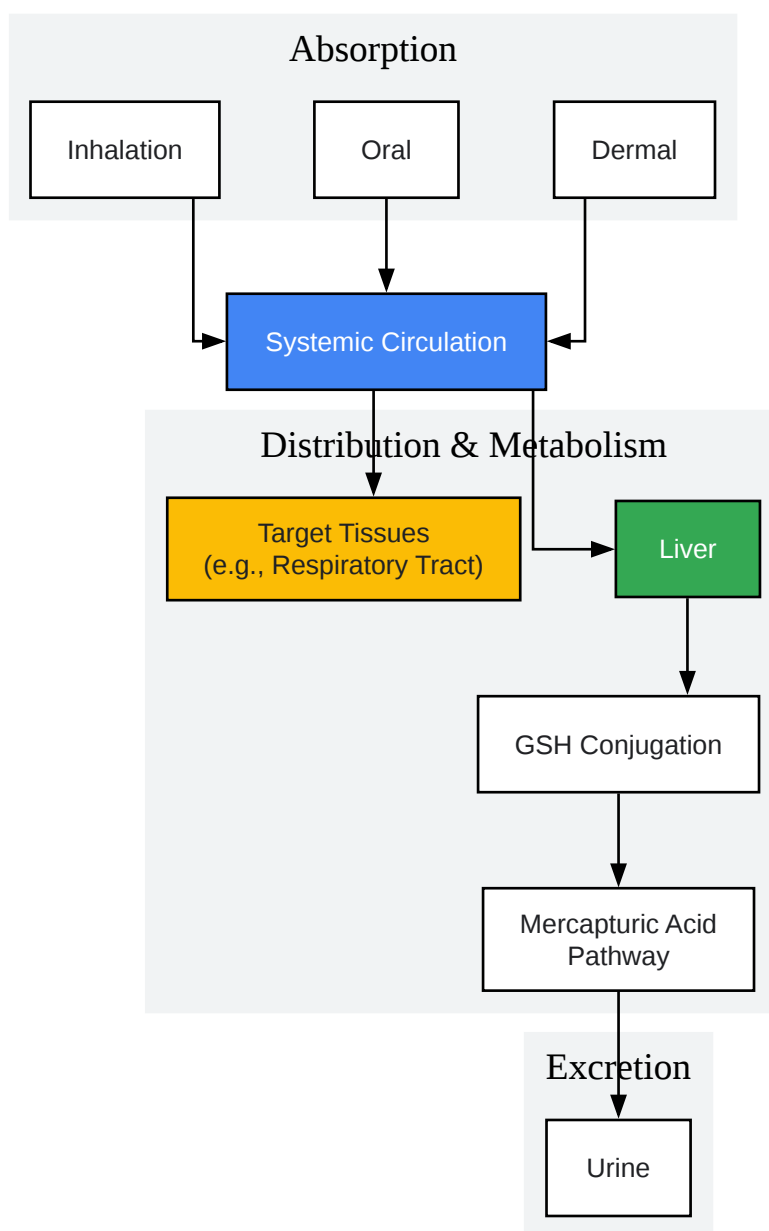 Absorption
Inhalation
Oral
Dermal
Systemic Circulation
Distribution & Metabolism
Target Tissues
(e.g., Respiratory Tract)
Liver
GSH Conjugation
Mercapturic Acid
Pathway
Excretion
Urine